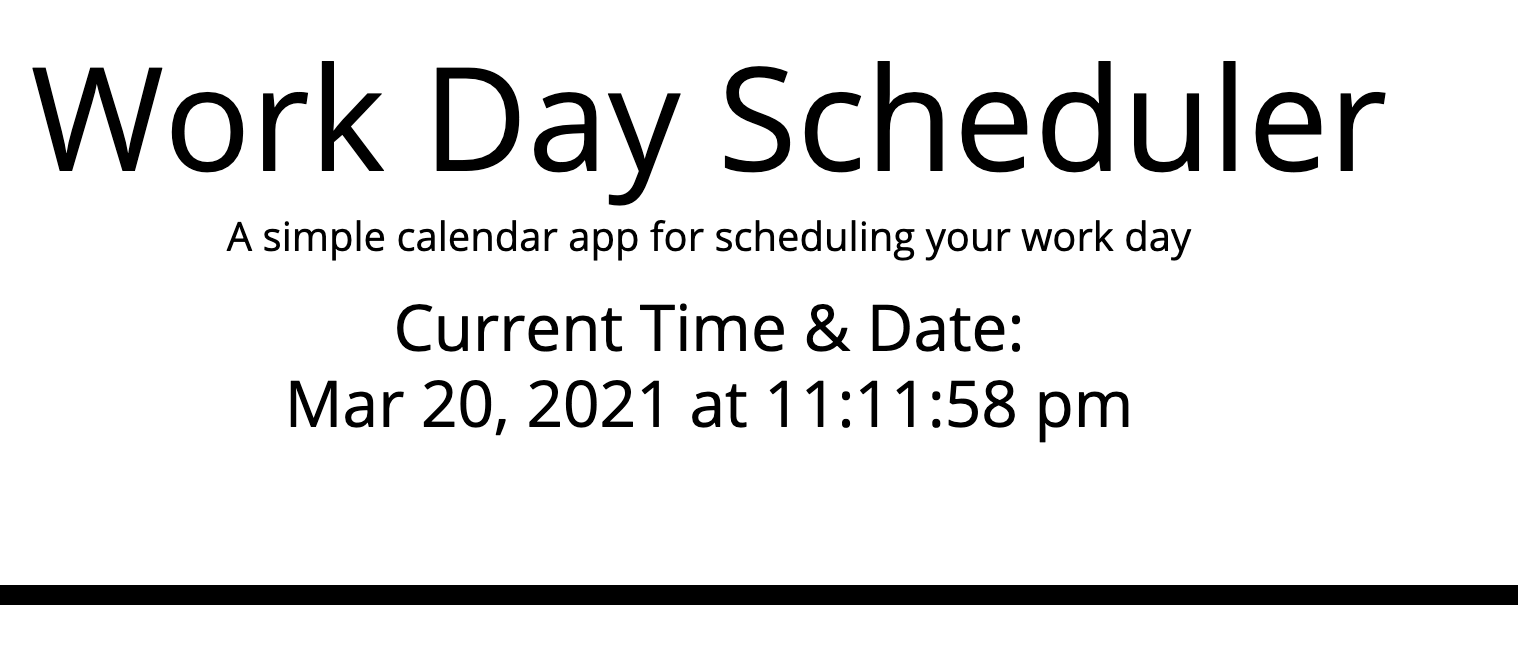 Work Day Scheduler
A simple calendar app for scheduling your work day
Current Time & Date:
Mar 20, 2021 at 11:11:58 pm